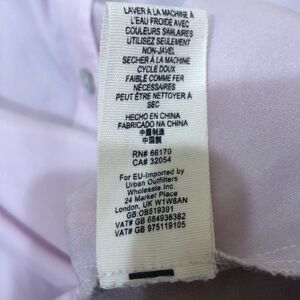 LAVER À LA MACHINE À
L'EAU FROIDE AVEC
COULEURS SIMILAIRES
UTILISEZ SEULEMENT
NON-JAVEL
SECHER À LA MACHINE
CYCLE DOUX
FAIBLE COMME FER
NÉCESSAIRES
PEUT ÊTRE NETTOYER À
SEC
HECHO EN CHINA
FABRICADO NA CHINA
中國制造
中国製
RN# 66170
CA# 32054
For EU-Imported by
Urban Outfitters
Wholesale Inc
24 Market Place
London, UK W1W8AN
GB:OB519391
VAT# GB 684936382
VAT# GB 975119105